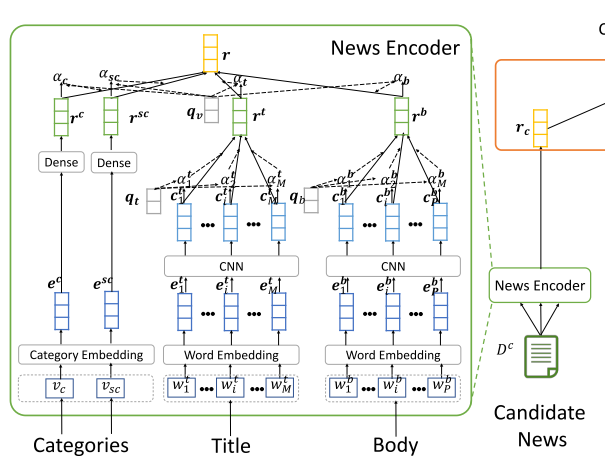 News Encoder
r
α_c α_sc α_t α_b
r^c r^sc q_v r^t r^b
Dense Dense
α_1^t α_i^t α_M^t α_1^b α_i^b α_M^b
q_t q_b
c_1^t c_i^t c_M^t c_1^b c_i^b c_P^b
••• ••• ••• •••
CNN CNN
e^c e^sc e_1^t e_i^t e_M^t e_1^b e_i^b e_P^b
••• ••• ••• •••
Category Embedding Word Embedding Word Embedding
v_c v_sc w_1^t ••• w_i^t ••• w_M^t w_1^b ••• w_i^b ••• w_P^b
Categories Title Body
C
r_c
News Encoder
D^c
Candidate
News